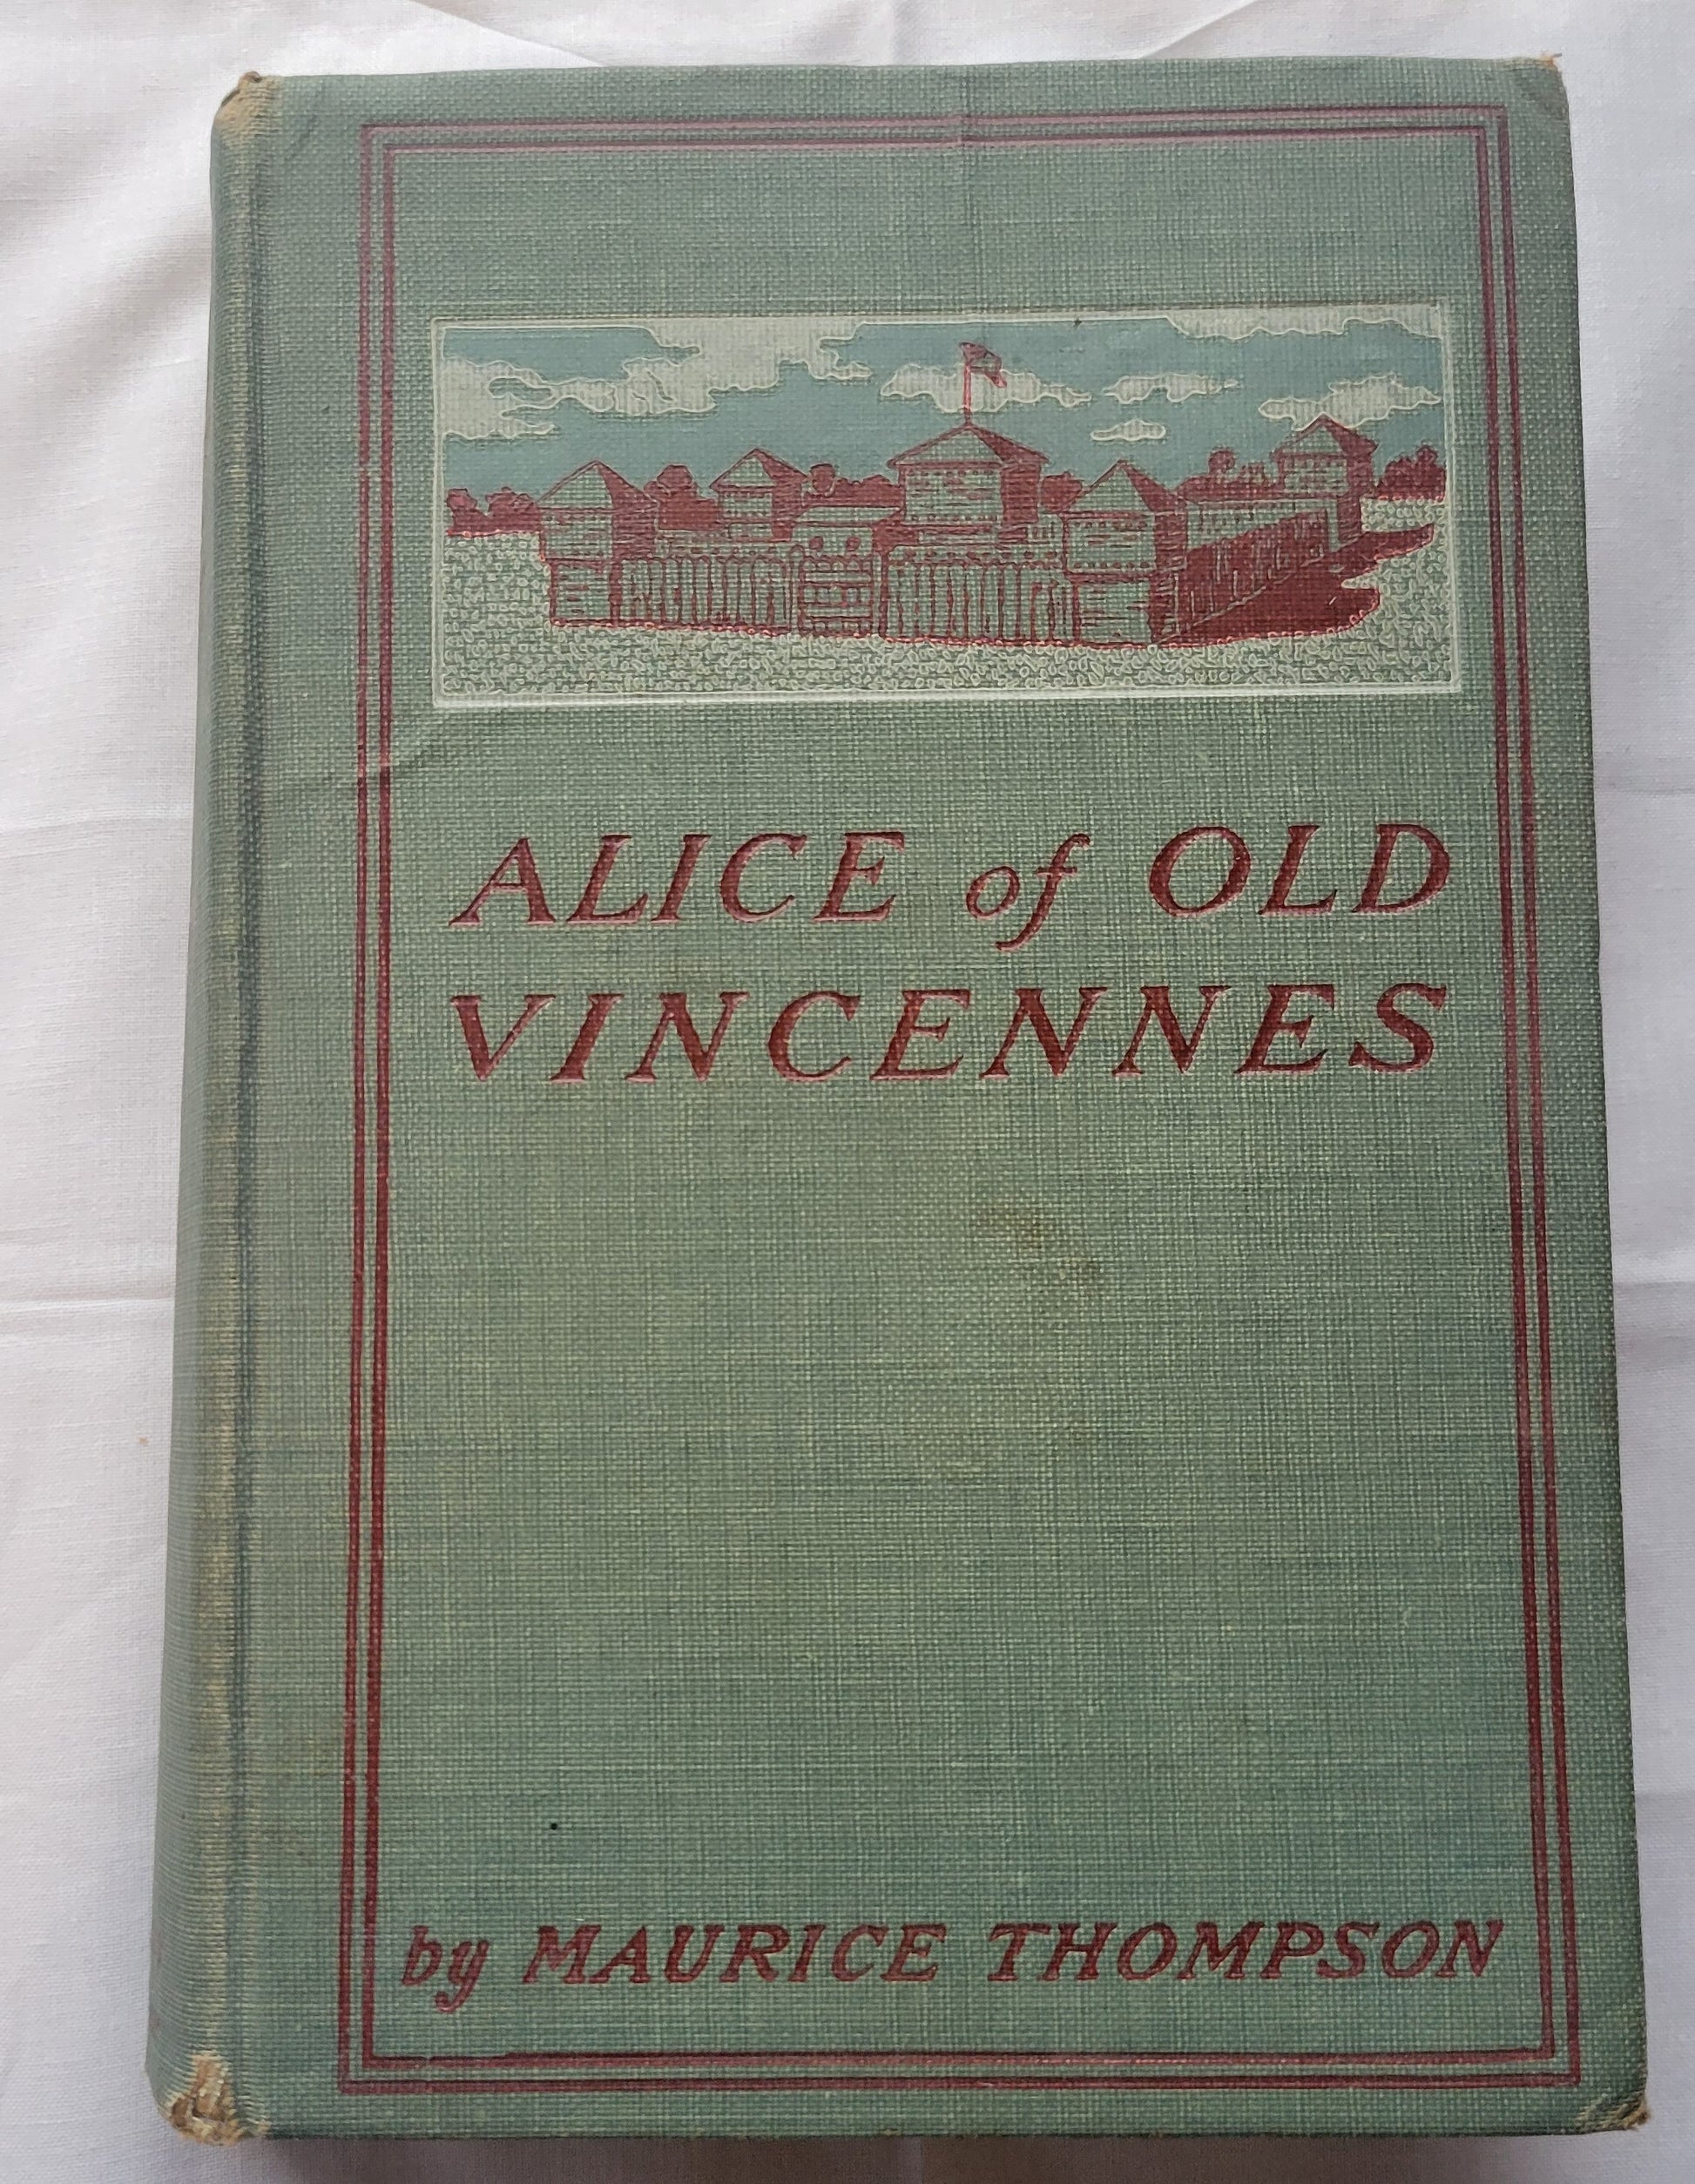 ALICE of OLD
VINCENNES
by MAURICE THOMPSON